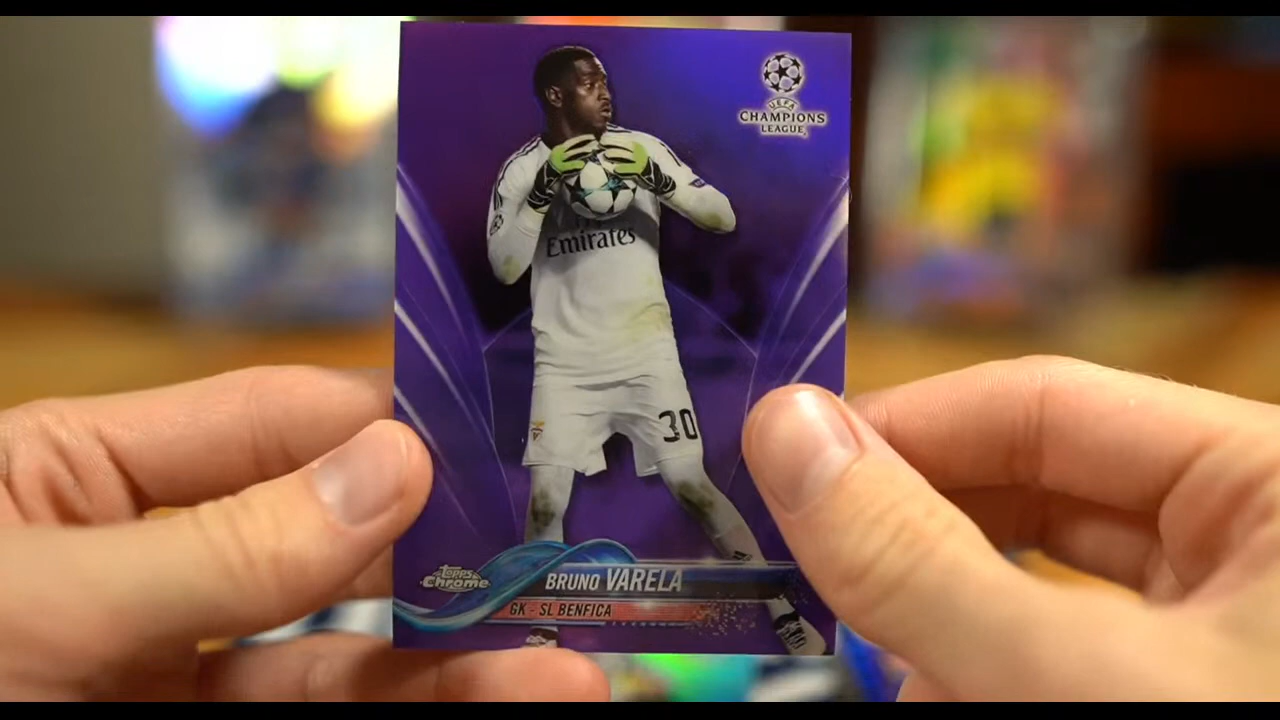 UEFA
CHAMPIONS
LEAGUE
Emirates
30
Topps
Chrome
BRUNO VARELA
GK - SL BENFICA